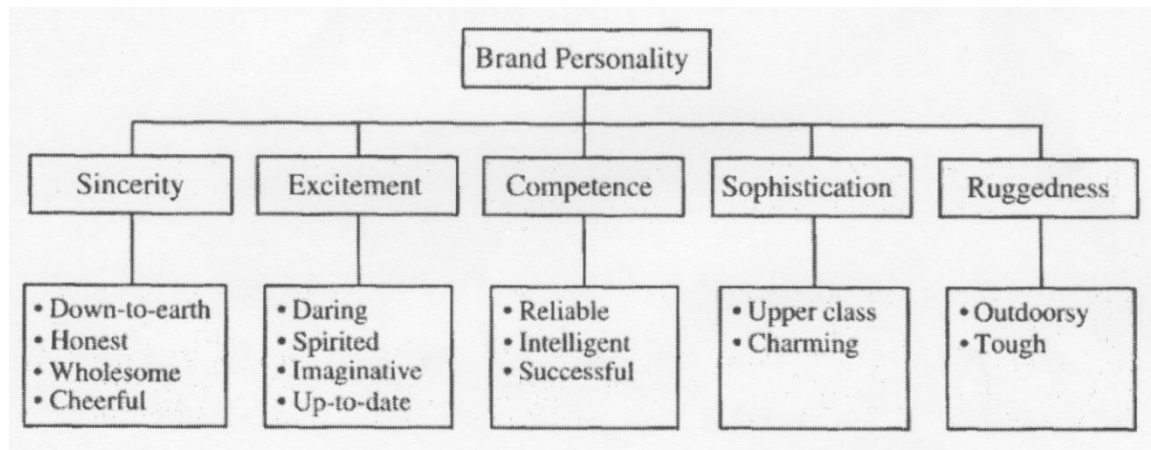 Brand Personality
Sincerity
Excitement
Competence
Sophistication
Ruggedness
• Down-to-earth
• Honest
• Wholesome
• Cheerful
• Daring
• Spirited
• Imaginative
• Up-to-date
• Reliable
• Intelligent
• Successful
• Upper class
• Charming
• Outdoorsy
• Tough